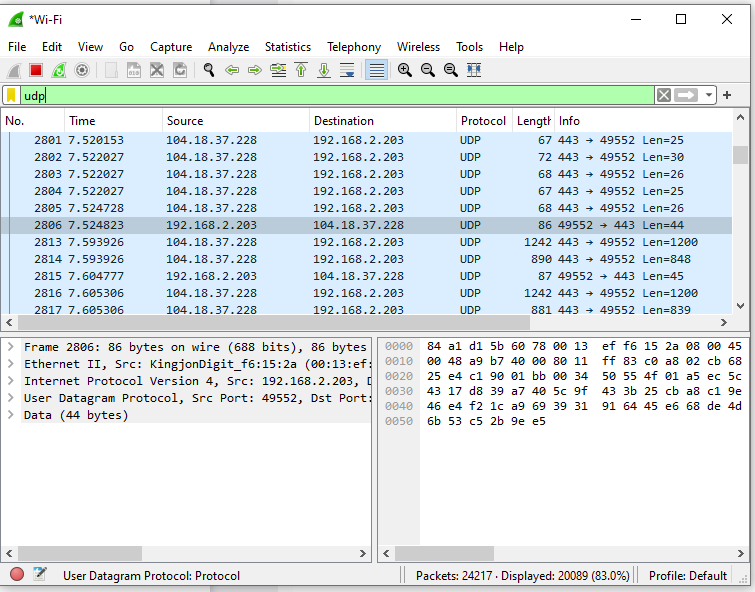 *Wi-Fi
File Edit View Go Capture Analyze Statistics Telephony Wireless Tools Help
udp
No. Time Source Destination Protocol Length Info
2801 7.520153 104.18.37.228 192.168.2.203 UDP 67 443 → 49552 Len=25
2802 7.522027 104.18.37.228 192.168.2.203 UDP 72 443 → 49552 Len=30
2803 7.522027 104.18.37.228 192.168.2.203 UDP 68 443 → 49552 Len=26
2804 7.522027 104.18.37.228 192.168.2.203 UDP 67 443 → 49552 Len=25
2805 7.524728 104.18.37.228 192.168.2.203 UDP 68 443 → 49552 Len=26
2806 7.524823 192.168.2.203 104.18.37.228 UDP 86 49552 → 443 Len=44
2813 7.593926 104.18.37.228 192.168.2.203 UDP 1242 443 → 49552 Len=1200
2814 7.593926 104.18.37.228 192.168.2.203 UDP 890 443 → 49552 Len=848
2815 7.604777 192.168.2.203 104.18.37.228 UDP 87 49552 → 443 Len=45
2816 7.605306 104.18.37.228 192.168.2.203 UDP 1242 443 → 49552 Len=1200
2817 7.605306 104.18.37.228 192.168.2.203 UDP 881 443 → 49552 Len=839
Frame 2806: 86 bytes on wire (688 bits), 86 bytes
Ethernet II, Src: KingjonDigit_f6:15:2a (00:13:ef:
Internet Protocol Version 4, Src: 192.168.2.203, D
User Datagram Protocol, Src Port: 49552, Dst Port:
Data (44 bytes)
0000 84 a1 d1 5b 60 78 00 13 ef f6 15 2a 08 00 45
0010 00 48 a9 b7 40 00 80 11 ff 83 c0 a8 02 cb 68
0020 25 e4 c1 90 01 bb 00 34 50 55 4f 01 a5 ec 5c
0030 43 17 d8 39 a7 40 5c 9f 43 3b 25 cb a8 c1 9e
0040 46 e4 f2 1c a9 69 39 31 91 64 45 e6 68 de 4d
0050 6b 53 c5 2b 9e e5
User Datagram Protocol: Protocol
Packets: 24217 · Displayed: 20089 (83.0%)
Profile: Default